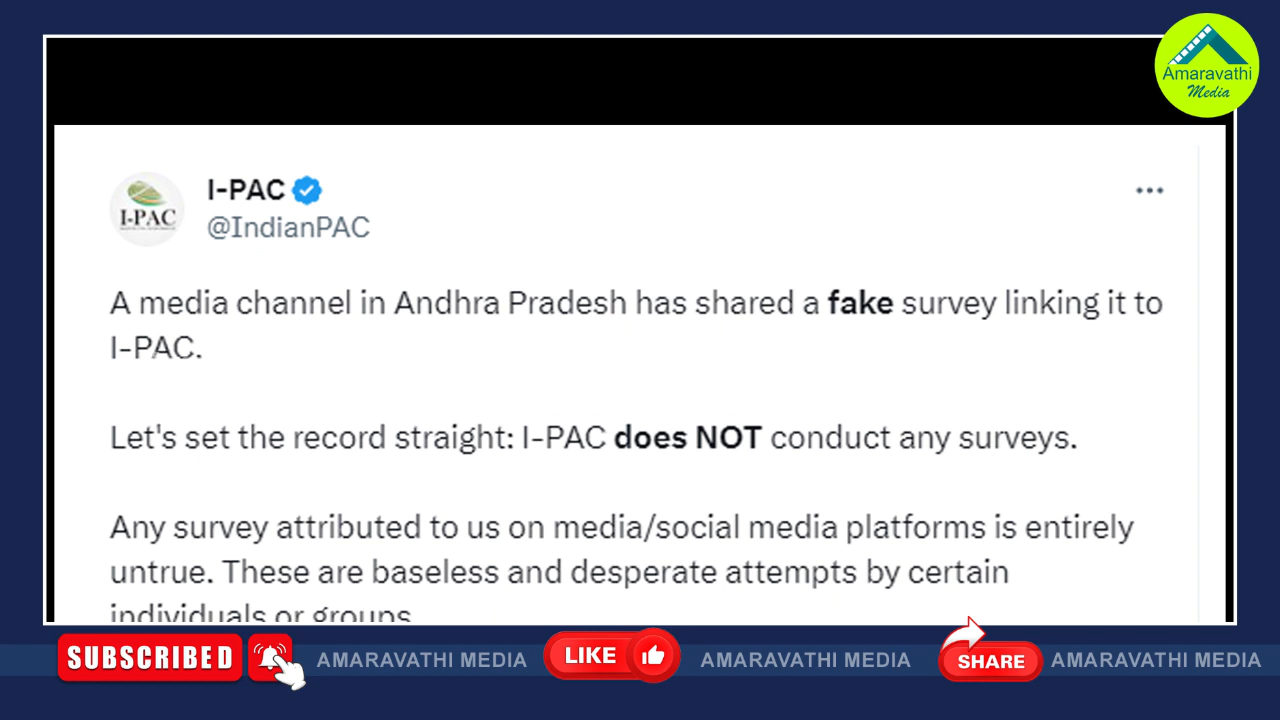 Amaravathi
Media
I-PAC
I-PAC
@IndianPAC
A media channel in Andhra Pradesh has shared a fake survey linking it to
I-PAC.
Let's set the record straight: I-PAC does NOT conduct any surveys.
Any survey attributed to us on media/social media platforms is entirely
untrue. These are baseless and desperate attempts by certain
individuals or groups
SUBSCRIBED
AMARAVATHI MEDIA
LIKE
AMARAVATHI MEDIA
SHARE
AMARAVATHI MEDIA